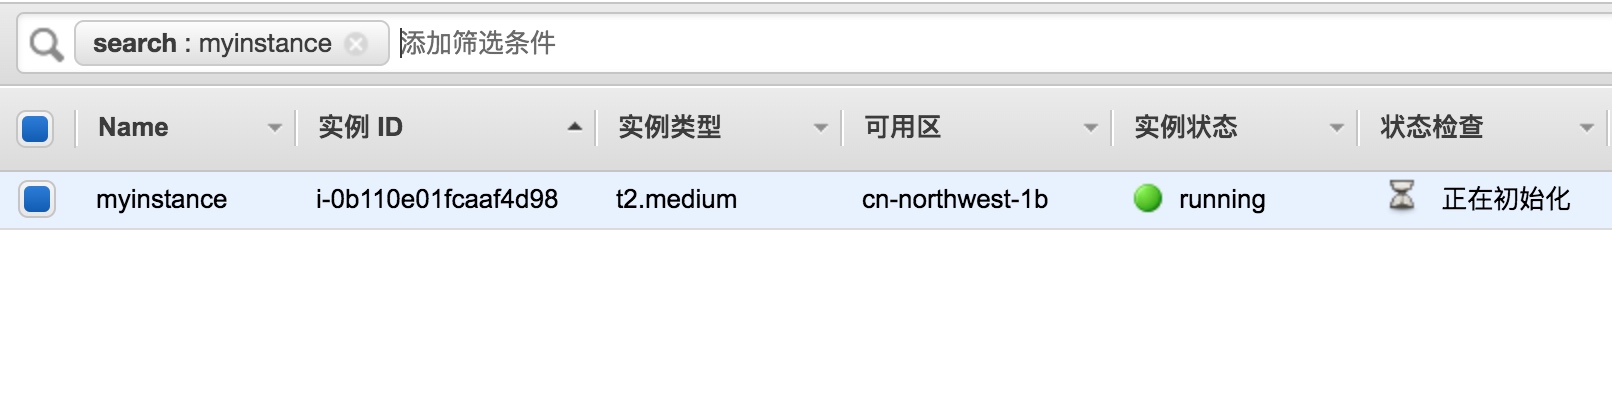 search : myinstance 添加筛选条件
Name 实例 ID 实例类型 可用区 实例状态 状态检查
myinstance i-0b110e01fcaaf4d98 t2.medium cn-northwest-1b running 正在初始化